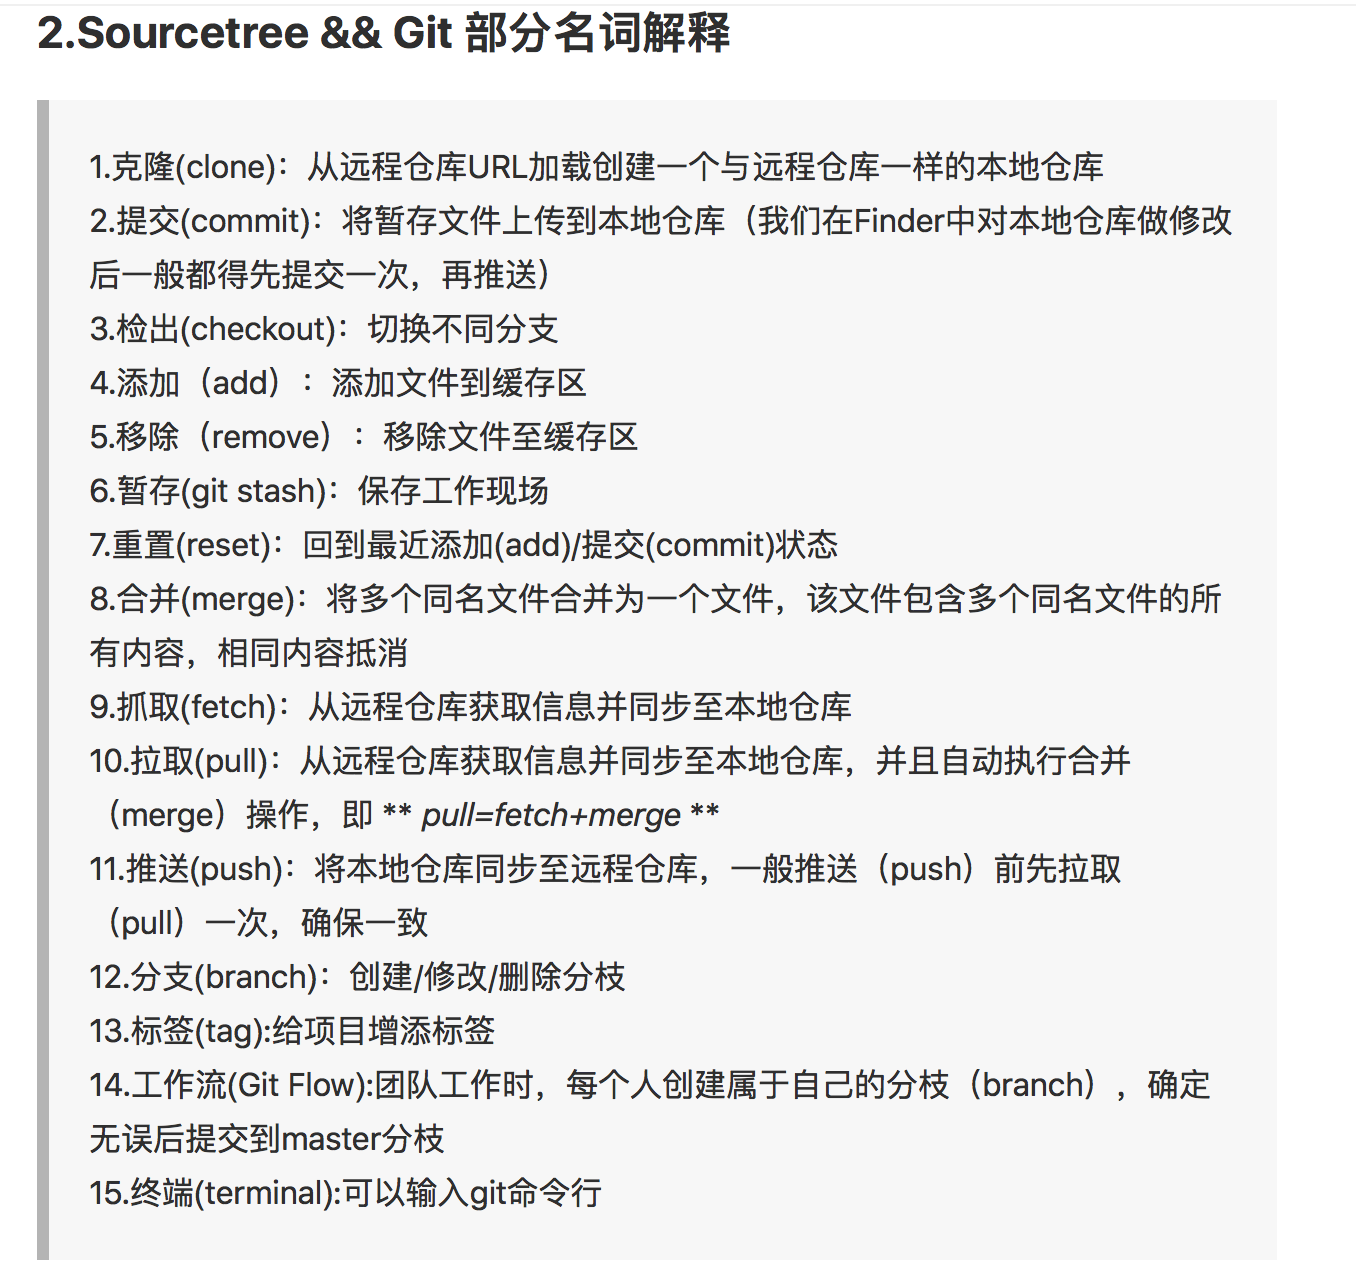 2.Sourcetree && Git 部分名词解释
1.克隆(clone)：从远程仓库URL加载创建一个与远程仓库一样的本地仓库
2.提交(commit)：将暂存文件上传到本地仓库（我们在Finder中对本地仓库做修改
后一般都得先提交一次，再推送）
3.检出(checkout)：切换不同分支
4.添加（add）：添加文件到缓存区
5.移除（remove）：移除文件至缓存区
6.暂存(git stash)：保存工作现场
7.重置(reset)：回到最近添加(add)/提交(commit)状态
8.合并(merge)：将多个同名文件合并为一个文件，该文件包含多个同名文件的所
有内容，相同内容抵消
9.抓取(fetch)：从远程仓库获取信息并同步至本地仓库
10.拉取(pull)：从远程仓库获取信息并同步至本地仓库，并且自动执行合并
（merge）操作，即 ** pull=fetch+merge **
11.推送(push)：将本地仓库同步至远程仓库，一般推送（push）前先拉取
（pull）一次，确保一致
12.分支(branch)：创建/修改/删除分枝
13.标签(tag):给项目增添标签
14.工作流(Git Flow):团队工作时，每个人创建属于自己的分枝（branch），确定
无误后提交到master分枝
15.终端(terminal):可以输入git命令行